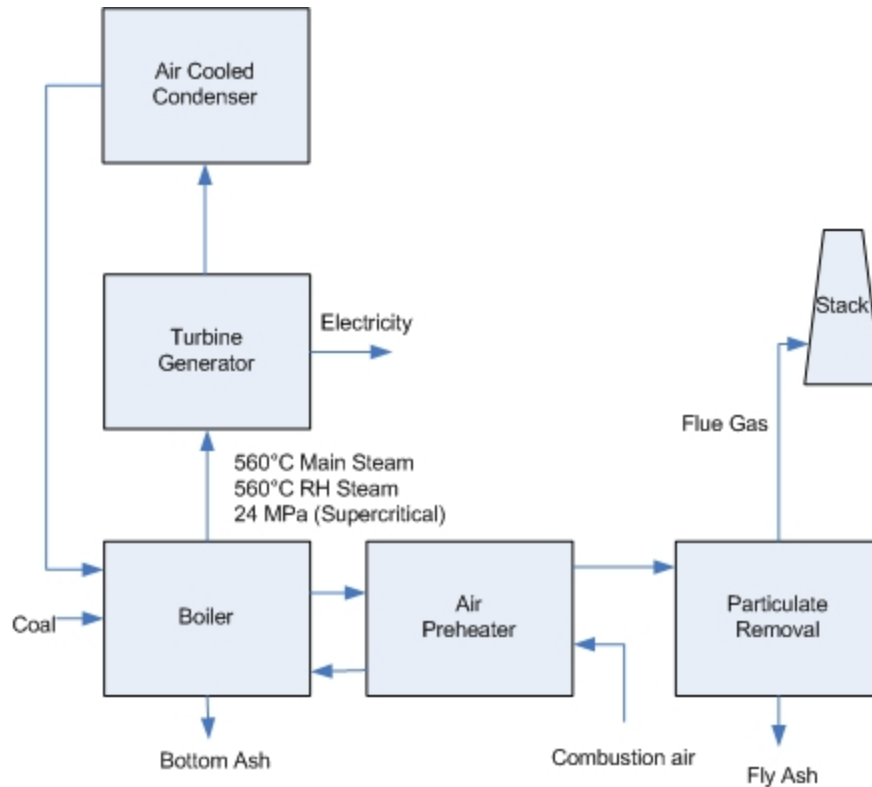 Air Cooled
Condenser
Stack
Electricity
Turbine
Generator
Flue Gas
560°C Main Steam
560°C RH Steam
24 MPa (Supercritical)
Coal
Boiler
Air
Preheater
Particulate
Removal
Bottom Ash
Combustion air
Fly Ash